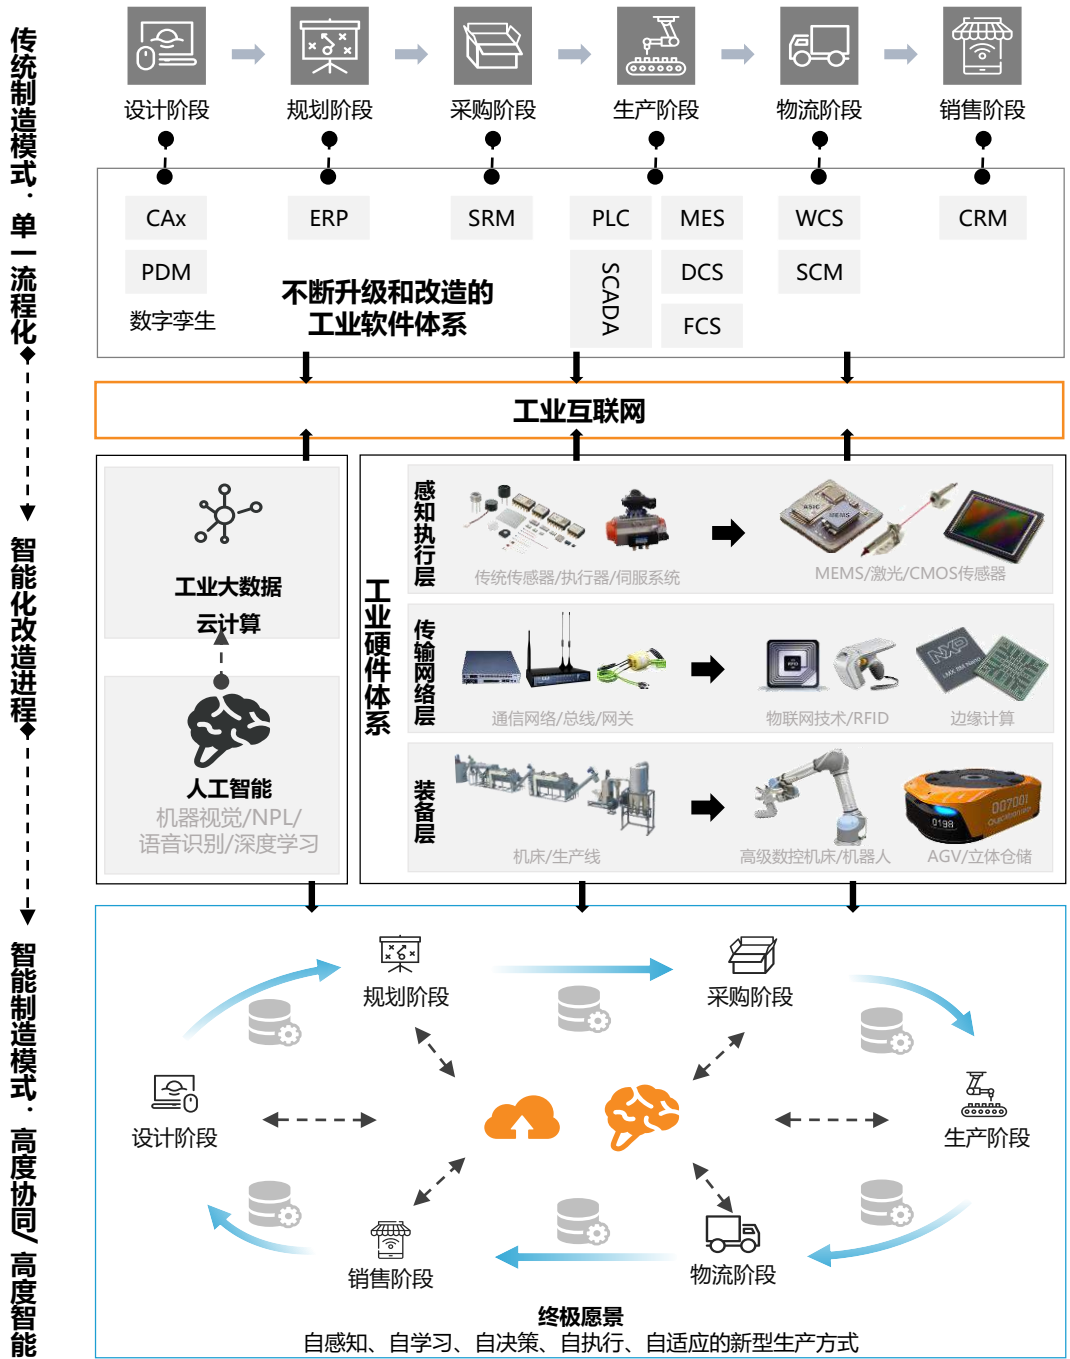 传统制造模式：单一流程化
智能化改造进程
智能制造模式：高度协同/高度智能
设计阶段
规划阶段
采购阶段
生产阶段
物流阶段
销售阶段
CAx
ERP
SRM
PLC
MES
WCS
CRM
PDM
SCADA
DCS
SCM
数字孪生
FCS
不断升级和改造的
工业软件体系
工业互联网
工业大数据
云计算
人工智能
机器视觉/NPL/
语音识别/深度学习
工业硬件体系
感知执行层
ASIC
MEMS
传统传感器/执行器/伺服系统
MEMS/激光/CMOS传感器
传输网络层
RFID
NXP
通信网络/总线/网关
物联网技术/RFID
边缘计算
装备层
007001
Quicktron
0198
机床/生产线
高级数控机床/机器人
AGV/立体仓储
规划阶段
采购阶段
设计阶段
生产阶段
销售阶段
物流阶段
终极愿景
自感知、自学习、自决策、自执行、自适应的新型生产方式